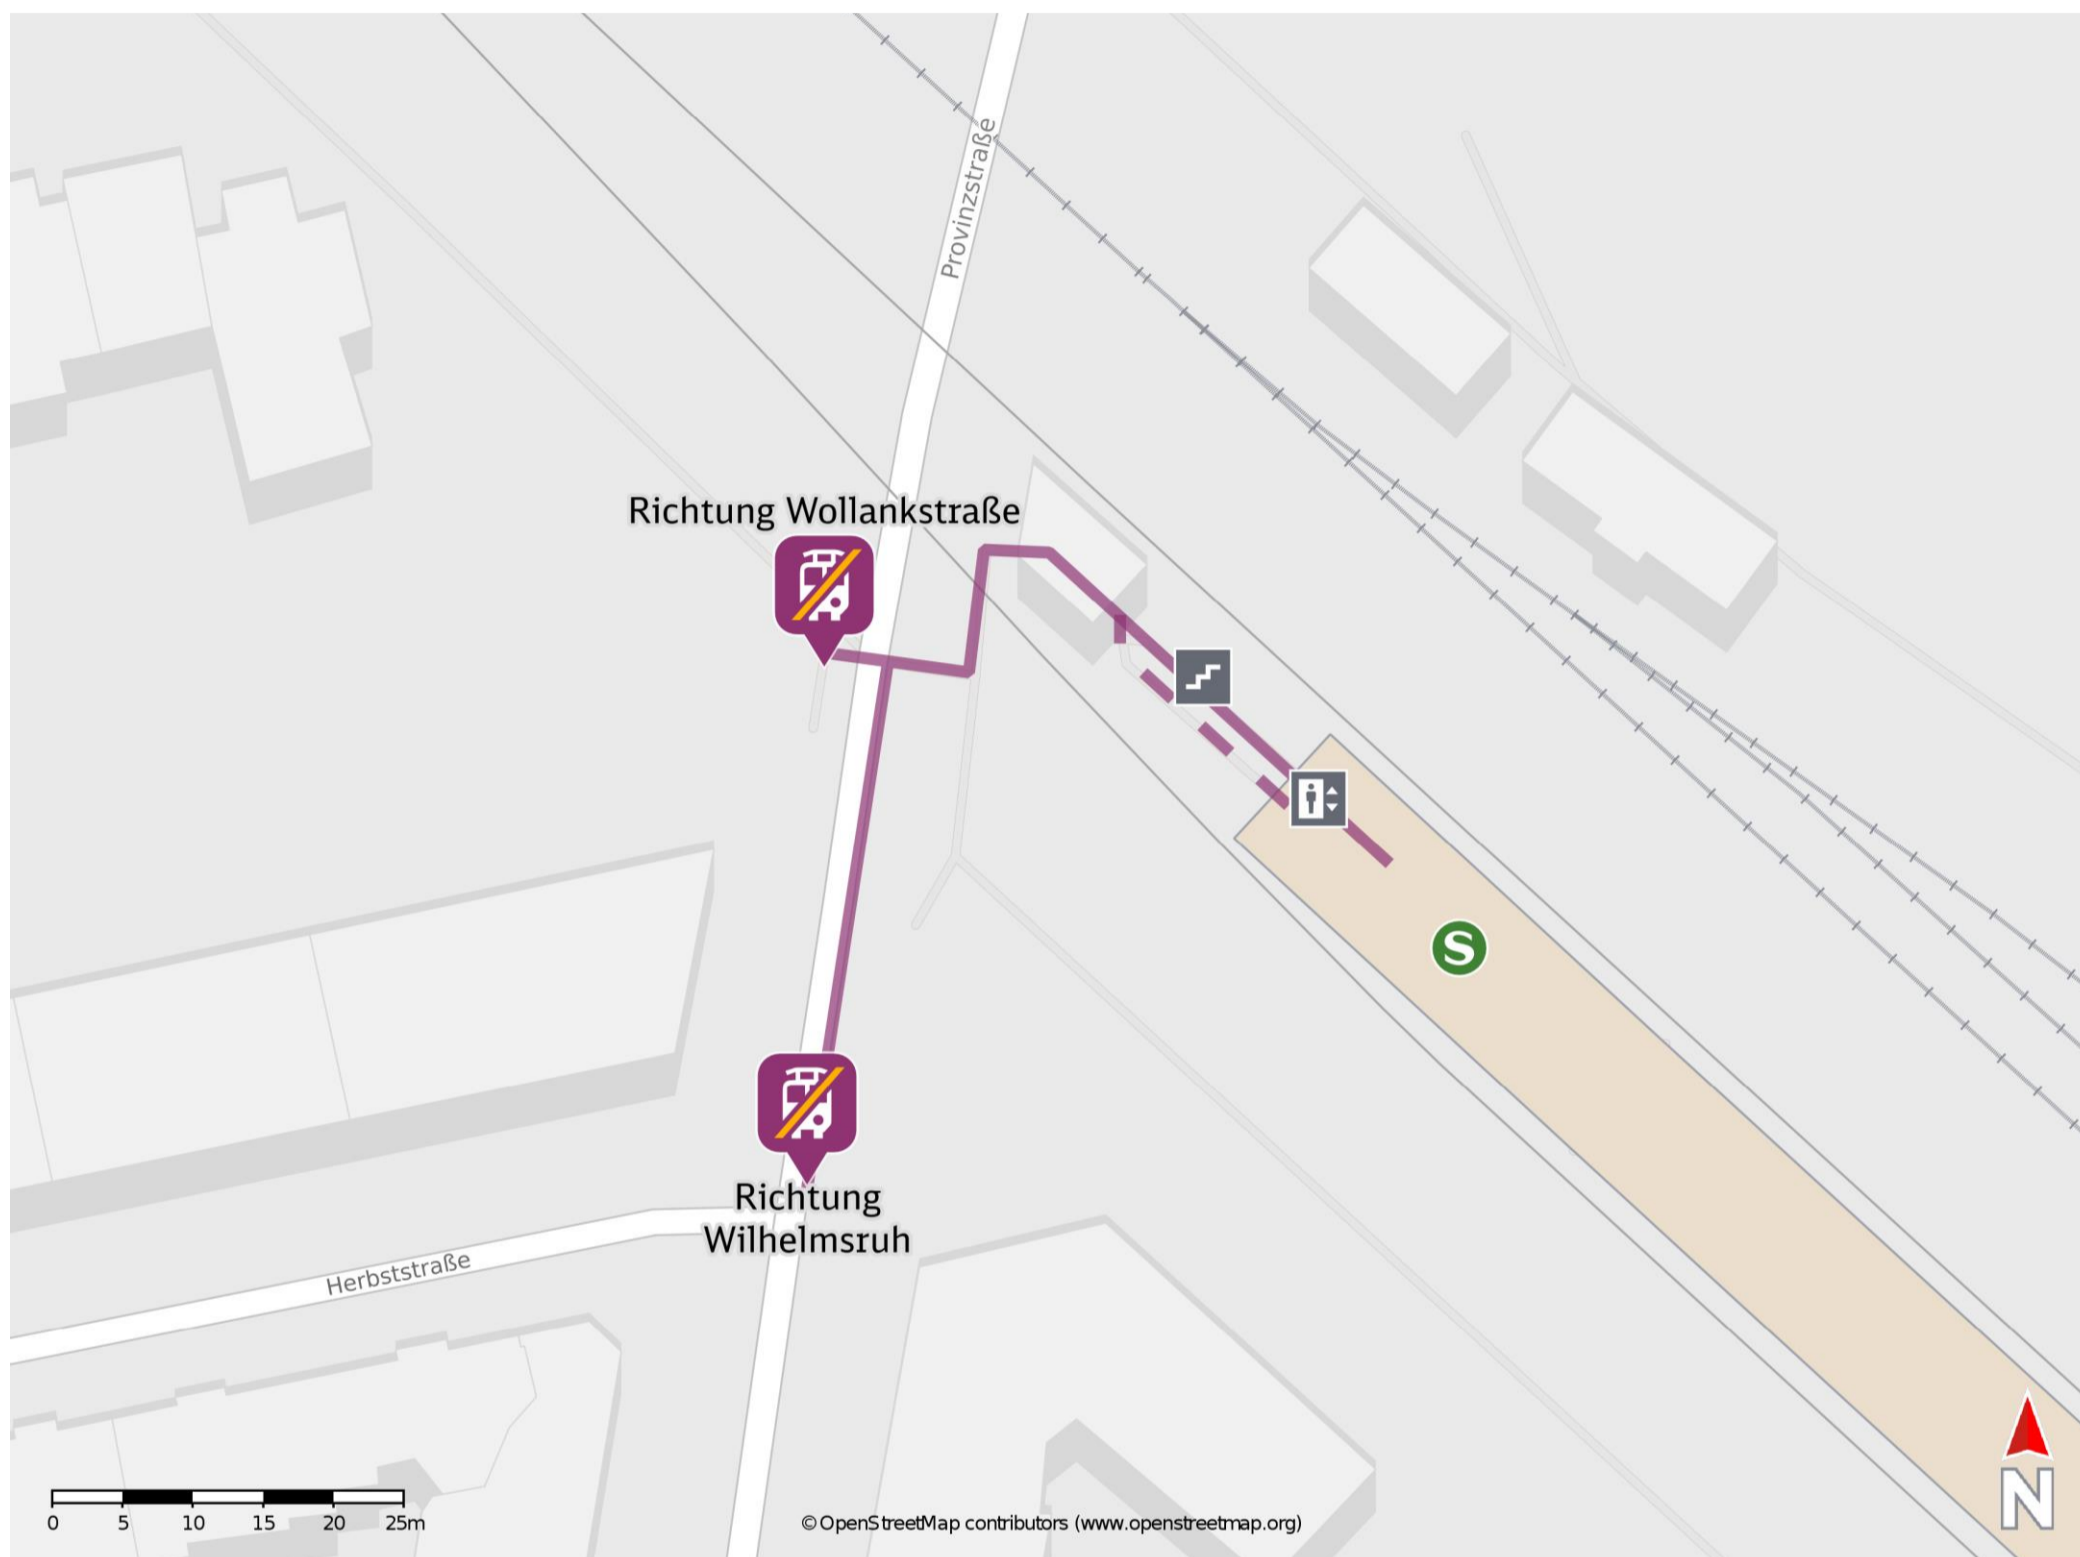 Provinzstraße
Richtung Wollankstraße
S
Richtung
Wilhelmsruh
Herbststraße
N
0 5 10 15 20 25m
©OpenStreetMap contributors (www.openstreetmap.org)